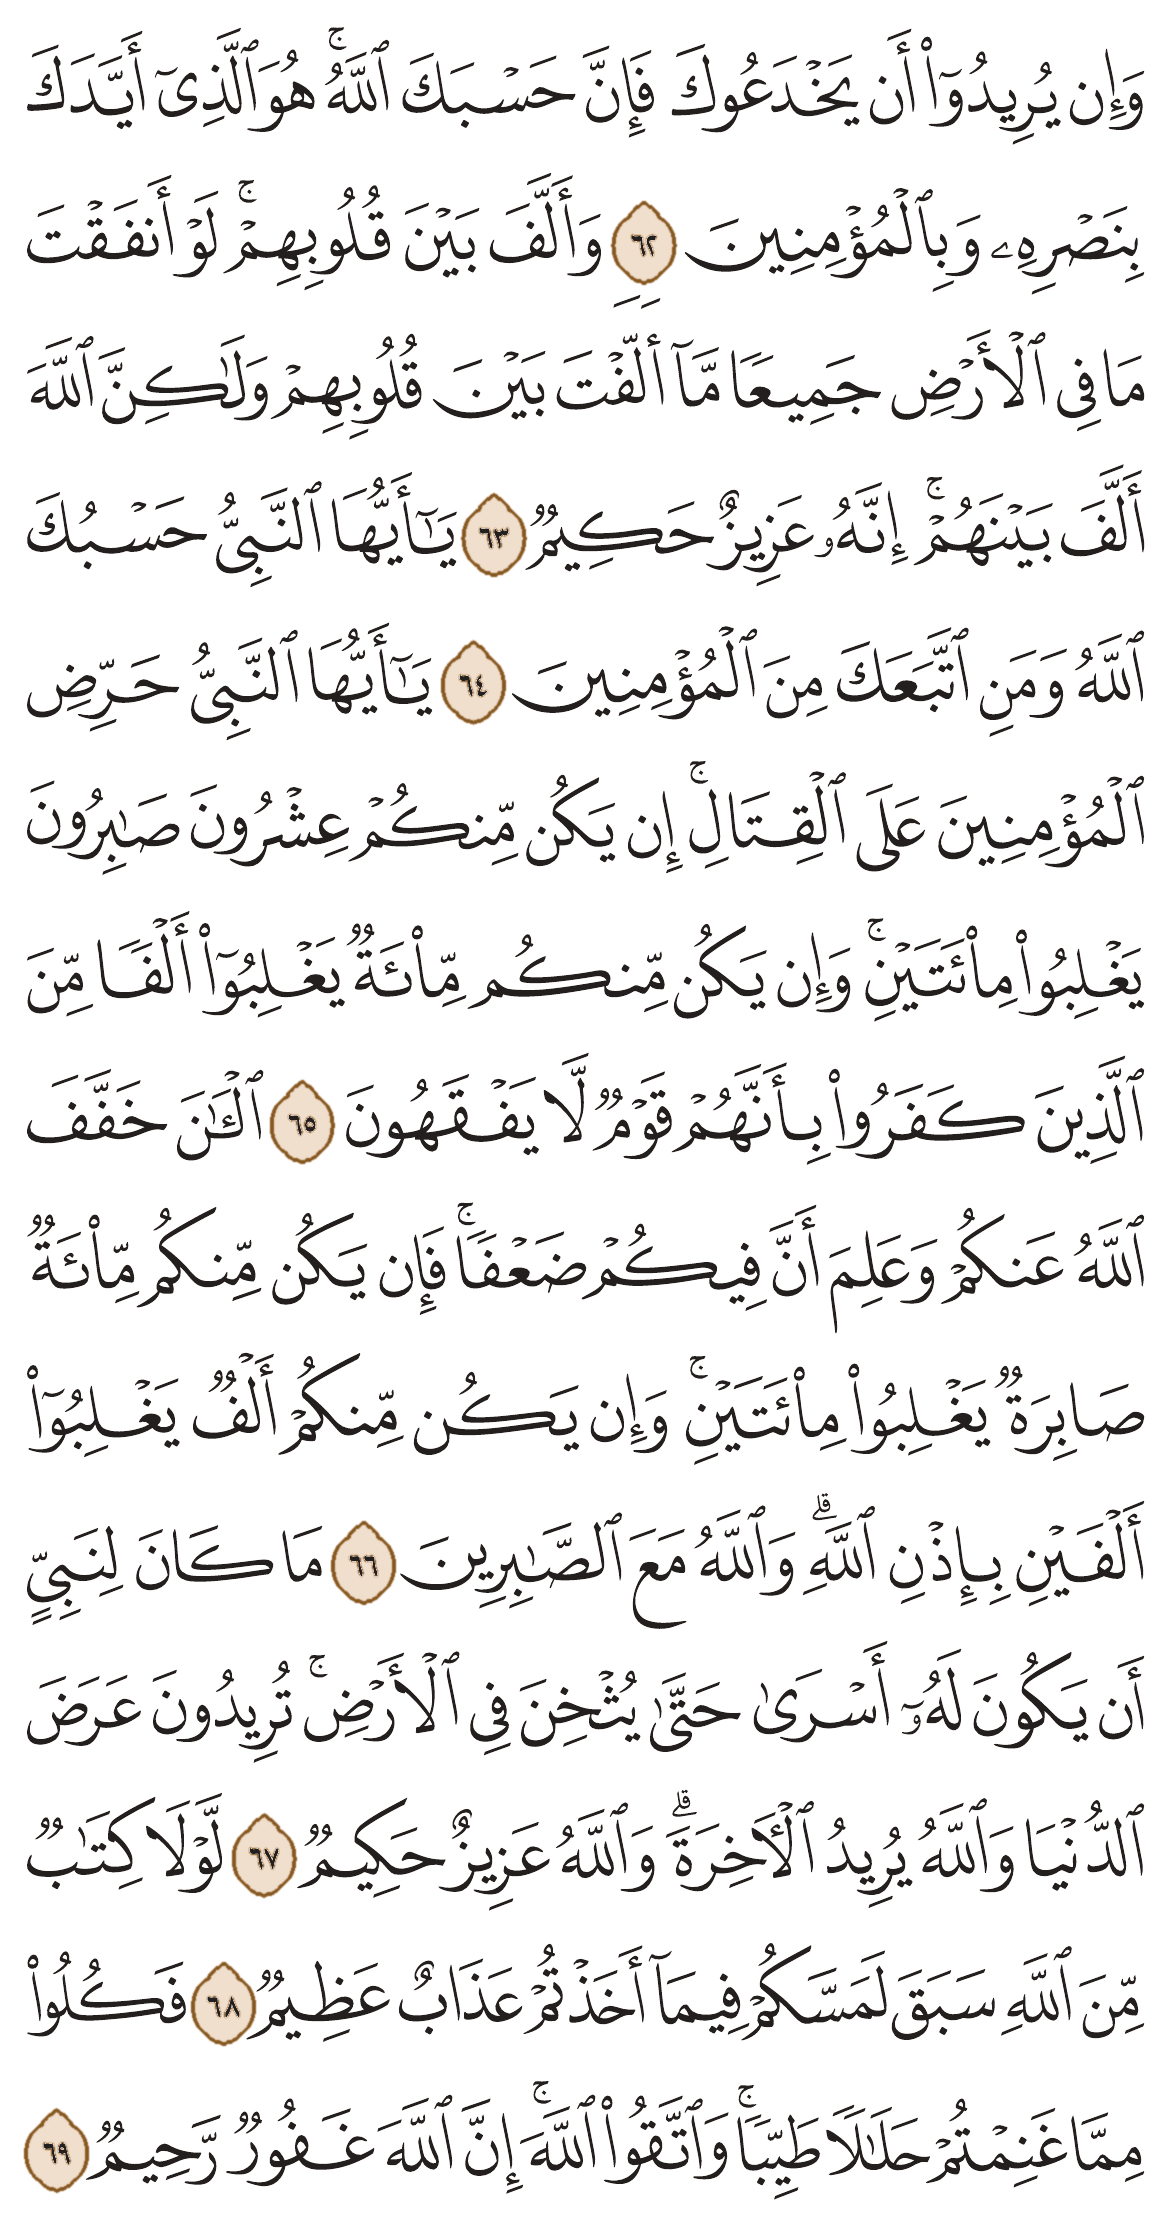 وَإِن يُرِيدُوٓا۟ أَن يَخْدَعُوكَ فَإِنَّ حَسْبَكَ ٱللَّهُ ۚ هُوَ ٱلَّذِىٓ أَيَّدَكَ
بِنَصْرِهِۦ وَبِٱلْمُؤْمِنِينَ ٦٢ وَأَلَّفَ بَيْنَ قُلُوبِهِمْ ۚ لَوْ أَنفَقْتَ
مَا فِى ٱلْأَرْضِ جَمِيعًا مَّآ أَلَّفْتَ بَيْنَ قُلُوبِهِمْ وَلَـٰكِنَّ ٱللَّهَ
أَلَّفَ بَيْنَهُمْ ۚ إِنَّهُۥ عَزِيزٌ حَكِيمٌ ٦٣ يَـٰٓأَيُّهَا ٱلنَّبِىُّ حَسْبُكَ
ٱللَّهُ وَمَنِ ٱتَّبَعَكَ مِنَ ٱلْمُؤْمِنِينَ ٦٤ يَـٰٓأَيُّهَا ٱلنَّبِىُّ حَرِّضِ
ٱلْمُؤْمِنِينَ عَلَى ٱلْقِتَالِ ۚ إِن يَكُن مِّنكُمْ عِشْرُونَ صَـٰبِرُونَ
يَغْلِبُوا۟ مِا۟ئَتَيْنِ ۚ وَإِن يَكُن مِّنكُم مِّا۟ئَةٌ يَغْلِبُوٓا۟ أَلْفًا مِّنَ
ٱلَّذِينَ كَفَرُوا۟ بِأَنَّهُمْ قَوْمٌ لَّا يَفْقَهُونَ ٦٥ ٱلْـَٔـٰنَ خَفَّفَ
ٱللَّهُ عَنكُمْ وَعَلِمَ أَنَّ فِيكُمْ ضَعْفًا ۚ فَإِن يَكُن مِّنكُم مِّا۟ئَةٌ
صَابِرَةٌ يَغْلِبُوا۟ مِا۟ئَتَيْنِ ۚ وَإِن يَكُن مِّنكُمْ أَلْفٌ يَغْلِبُوٓا۟
أَلْفَيْنِ بِإِذْنِ ٱللَّهِ ۗ وَٱللَّهُ مَعَ ٱلصَّـٰبِرِينَ ٦٦ مَا كَانَ لِنَبِىٍّ
أَن يَكُونَ لَهُۥٓ أَسْرَىٰ حَتَّىٰ يُثْخِنَ فِى ٱلْأَرْضِ ۚ تُرِيدُونَ عَرَضَ
ٱلدُّنْيَا وَٱللَّهُ يُرِيدُ ٱلْـَٔاخِرَةَ ۗ وَٱللَّهُ عَزِيزٌ حَكِيمٌ ٦٧ لَّوْلَا كِتَـٰبٌ
مِّنَ ٱللَّهِ سَبَقَ لَمَسَّكُمْ فِيمَآ أَخَذْتُمْ عَذَابٌ عَظِيمٌ ٦٨ فَكُلُوا۟
مِمَّا غَنِمْتُمْ حَلَـٰلًا طَيِّبًا ۚ وَٱتَّقُوا۟ ٱللَّهَ ۚ إِنَّ ٱللَّهَ غَفُورٌ رَّحِيمٌ ٦٩